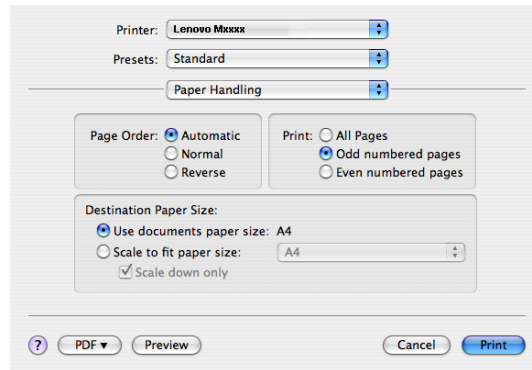 Printer: Lenovo Mxxxx
Presets: Standard
Paper Handling
Page Order: Automatic
Normal
Reverse
Print: All Pages
Odd numbered pages
Even numbered pages
Destination Paper Size:
Use documents paper size: A4
Scale to fit paper size: A4
Scale down only
? PDF ▼ Preview Cancel Print